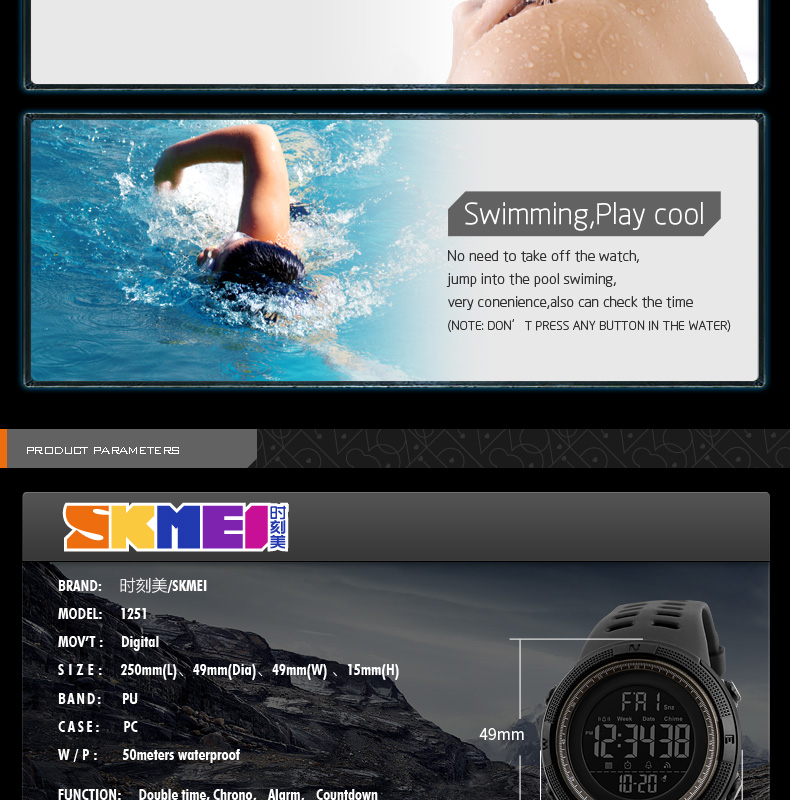 Swimming,Play cool
No need to take off the watch,
jump into the pool swiming,
very conenience,also can check the time
(NOTE: DON’ T PRESS ANY BUTTON IN THE WATER)
PRODUCT PARAMETERS
SKMEI 时刻美
BRAND: 时刻美/SKMEI
MODEL: 1251
MOV'T : Digital
SIZE: 250mm(L)、49mm(Dia)、49mm(W) 、15mm(H)
BAND: PU
CASE: PC
W/P: 50meters waterproof
FUNCTION: Double time, Chrono, Alarm, Countdown
49mm
FRI Sns
Week Date Chime
PM 12:34 38
10-20